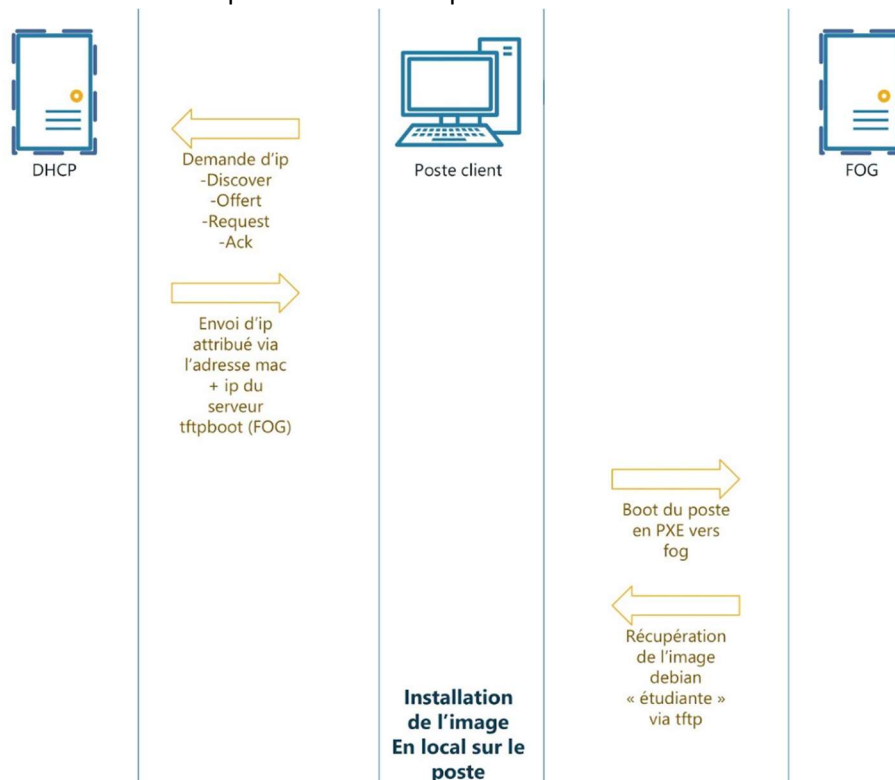 DHCP
Poste client
FOG
Demande d'ip
-Discover
-Offert
-Request
-Ack
Envoi d'ip
attribué via
l'adresse mac
+ ip du
serveur
tftpboot (FOG)
Boot du poste
en PXE vers
fog
Récupération
de l'image
debian
« étudiante »
via tftp
Installation
de l'image
En local sur le
poste